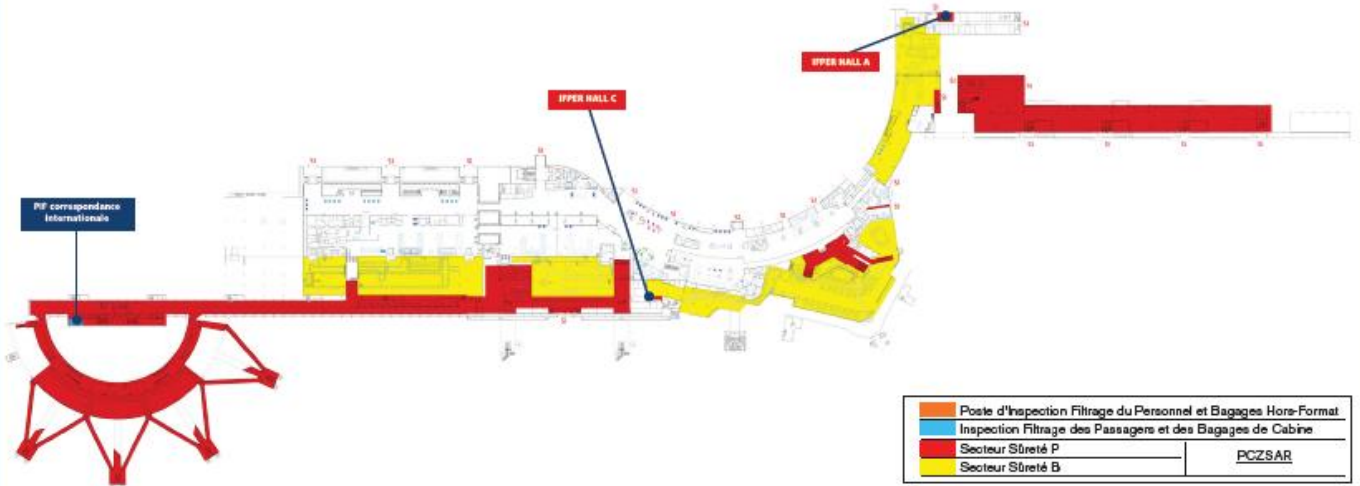 IFPER HALL A
IFPER HALL C
PIF correspondance
Internationale
Poste d'Inspection Filtrage du Personnel et Bagages Hors-Format
Inspection Filtrage des Passagers et des Bagages de Cabine
Secteur Sûreté P
PCZSAR
Secteur Sûreté B